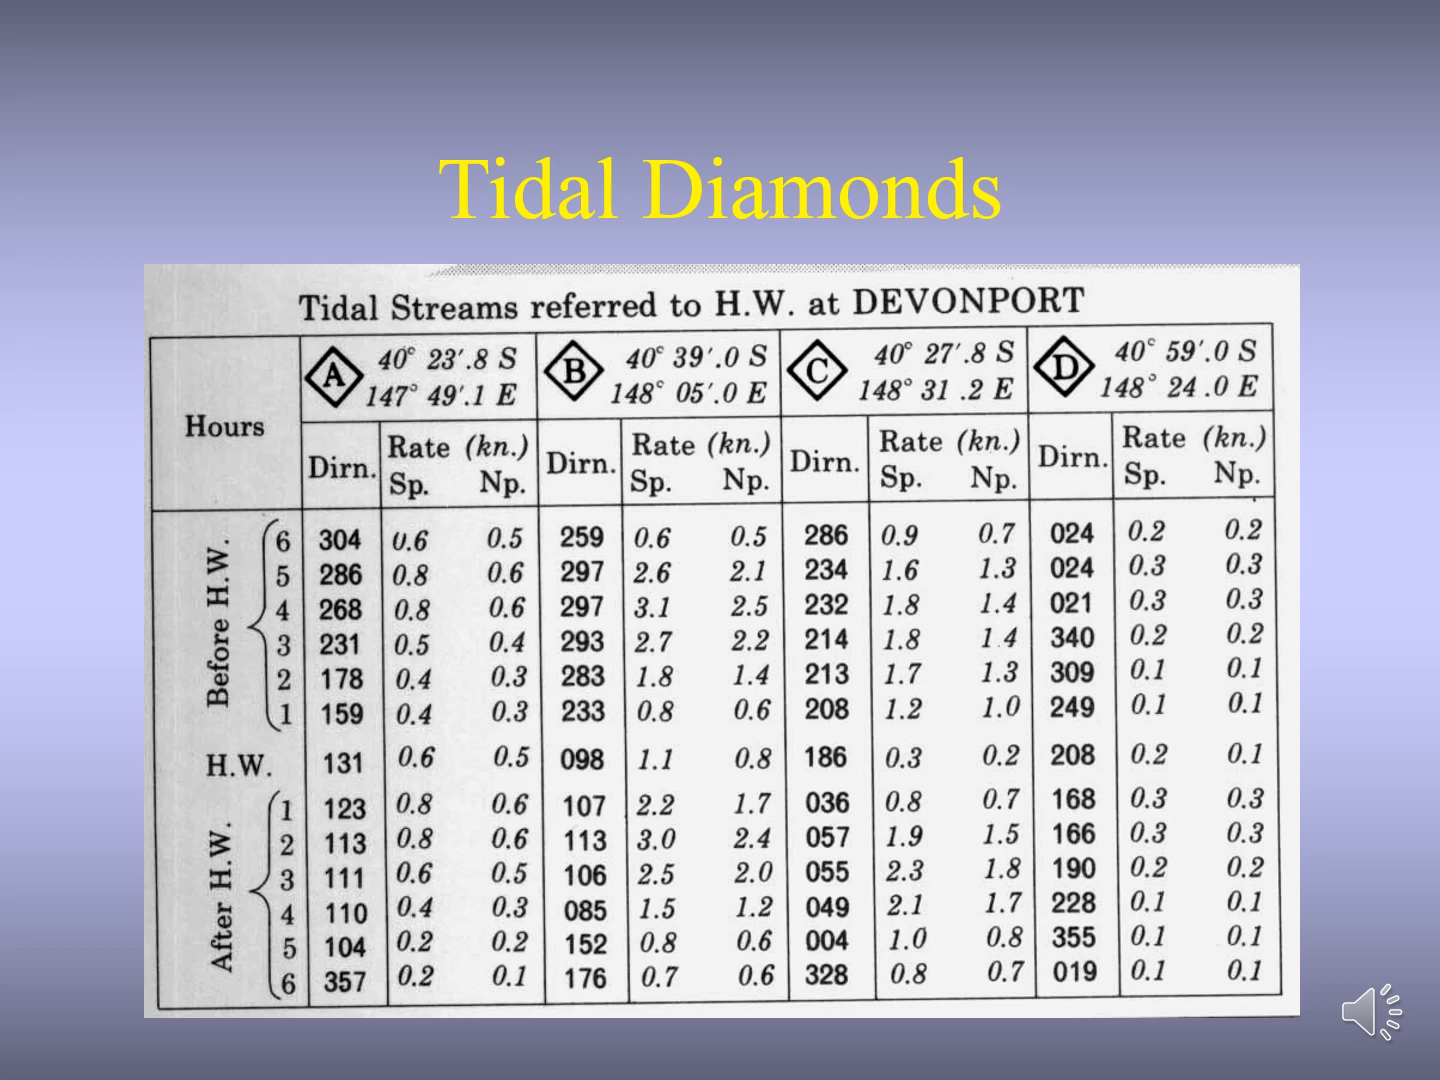 Tidal Diamonds
Tidal Streams referred to H.W. at DEVONPORT
Hours
A 40° 23′.8 S B 40° 39′.0 S C 40° 27′.8 S D 40° 59′.0 S
147° 49′.1 E 148° 05′.0 E 148° 31 .2 E 148° 24 .0 E
Dirn. Rate (kn.) Dirn. Rate (kn.) Dirn. Rate (kn.) Dirn. Rate (kn.)
Sp. Np. Sp. Np. Sp. Np. Sp. Np.
Before H.W.
6 304 0.6 0.5 259 0.6 0.5 286 0.9 0.7 024 0.2 0.2
5 286 0.8 0.6 297 2.6 2.1 234 1.6 1.3 024 0.3 0.3
4 268 0.8 0.6 297 3.1 2.5 232 1.8 1.4 021 0.3 0.3
3 231 0.5 0.4 293 2.7 2.2 214 1.8 1.4 340 0.2 0.2
2 178 0.4 0.3 283 1.8 1.4 213 1.7 1.3 309 0.1 0.1
1 159 0.4 0.3 233 0.8 0.6 208 1.2 1.0 249 0.1 0.1
H.W. 131 0.6 0.5 098 1.1 0.8 186 0.3 0.2 208 0.2 0.1
After H.W.
1 123 0.8 0.6 107 2.2 1.7 036 0.8 0.7 168 0.3 0.3
2 113 0.8 0.6 113 3.0 2.4 057 1.9 1.5 166 0.3 0.3
3 111 0.6 0.5 106 2.5 2.0 055 2.3 1.8 190 0.2 0.2
4 110 0.4 0.3 085 1.5 1.2 049 2.1 1.7 228 0.1 0.1
5 104 0.2 0.2 152 0.8 0.6 004 1.0 0.8 355 0.1 0.1
6 357 0.2 0.1 176 0.7 0.6 328 0.8 0.7 019 0.1 0.1